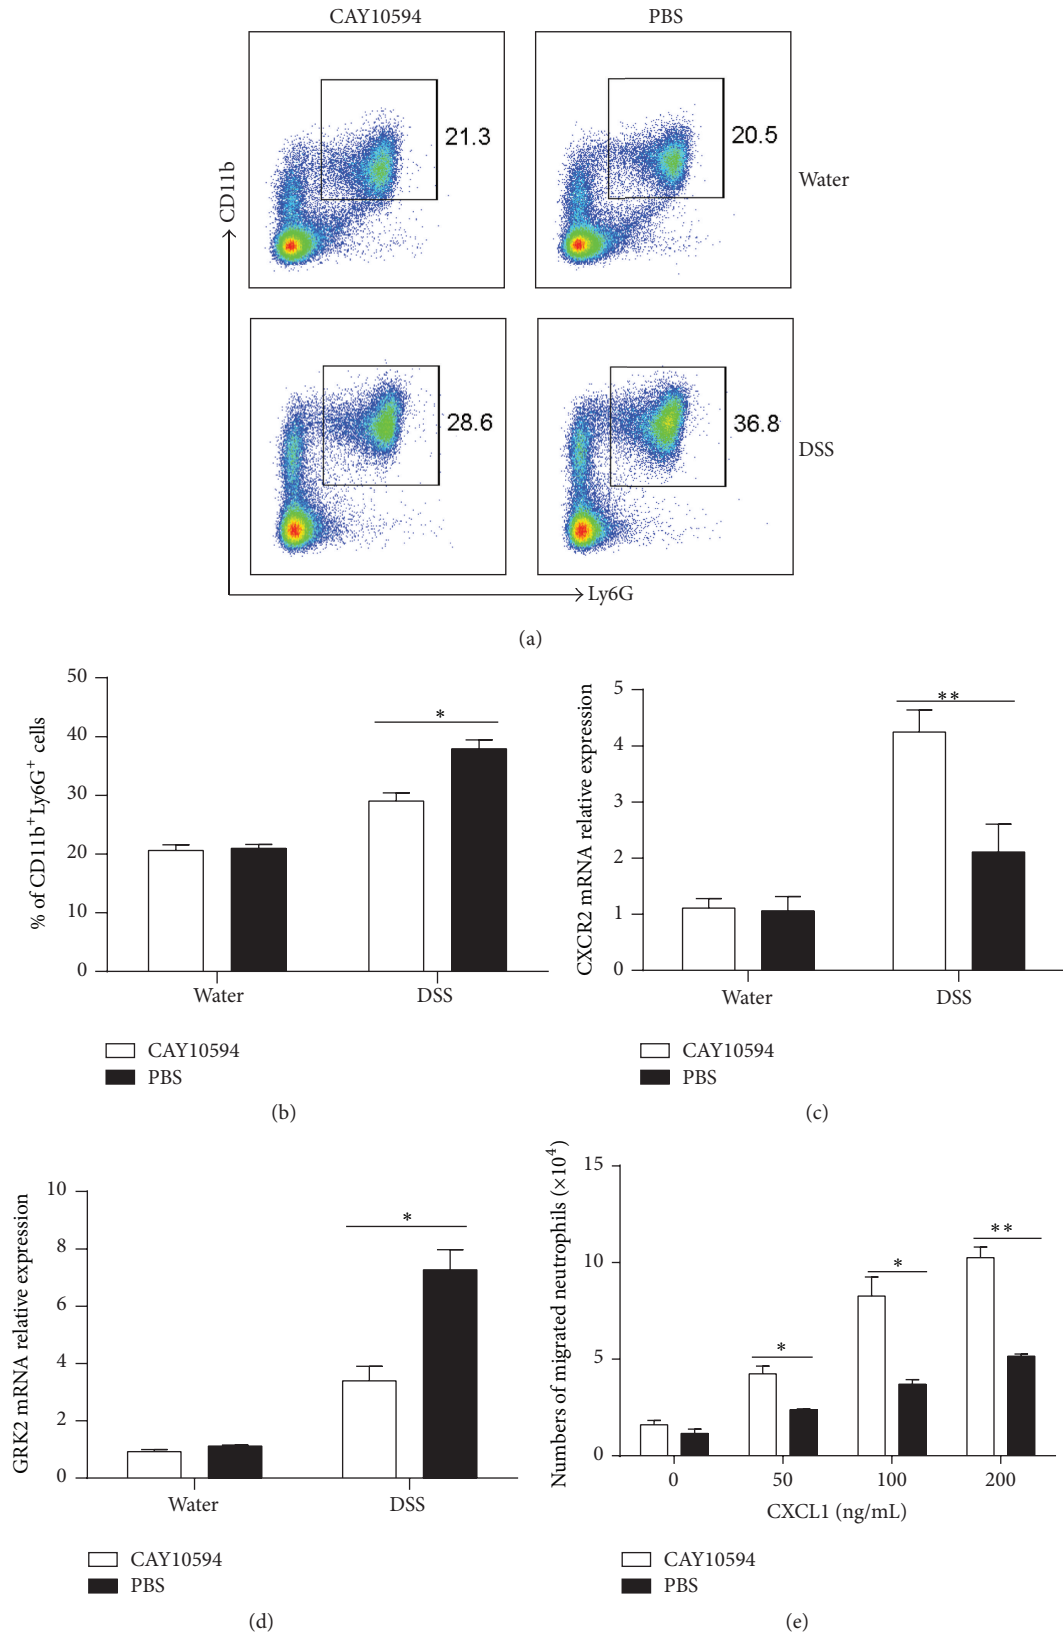 CAY10594
PBS
21.3
20.5
Water
CD11b
28.6
36.8
DSS
Ly6G
(a)
50
40
30
20
10
0
% of CD11b⁺Ly6G⁺ cells
*
Water
DSS
CAY10594
PBS
(b)
5
4
3
2
1
0
CXCR2 mRNA relative expression
**
Water
DSS
CAY10594
PBS
(c)
10
8
6
4
2
0
GRK2 mRNA relative expression
*
Water
DSS
CAY10594
PBS
(d)
15
10
5
0
Numbers of migrated neutrophils (×10⁴)
*
*
**
0
50
100
200
CXCL1 (ng/mL)
CAY10594
PBS
(e)